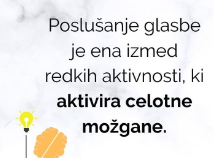 Poslušanje glasbe
je ena izmed
redkih aktivnosti, ki
aktivira celotne
možgane.